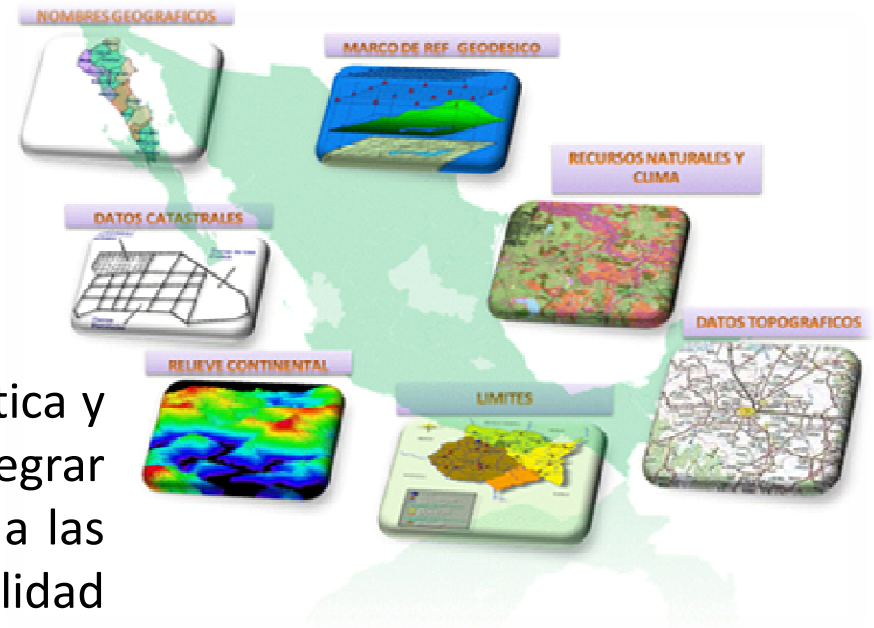 NOMBRES GEOGRAFICOS
MARCO DE REF GEODESICO
RECURSOS NATURALES Y
CLIMA
DATOS CATASTRALES
DATOS TOPOGRAFICOS
RELIEVE CONTINENTAL
LIMITES
tica y
egrar
a las
lidad